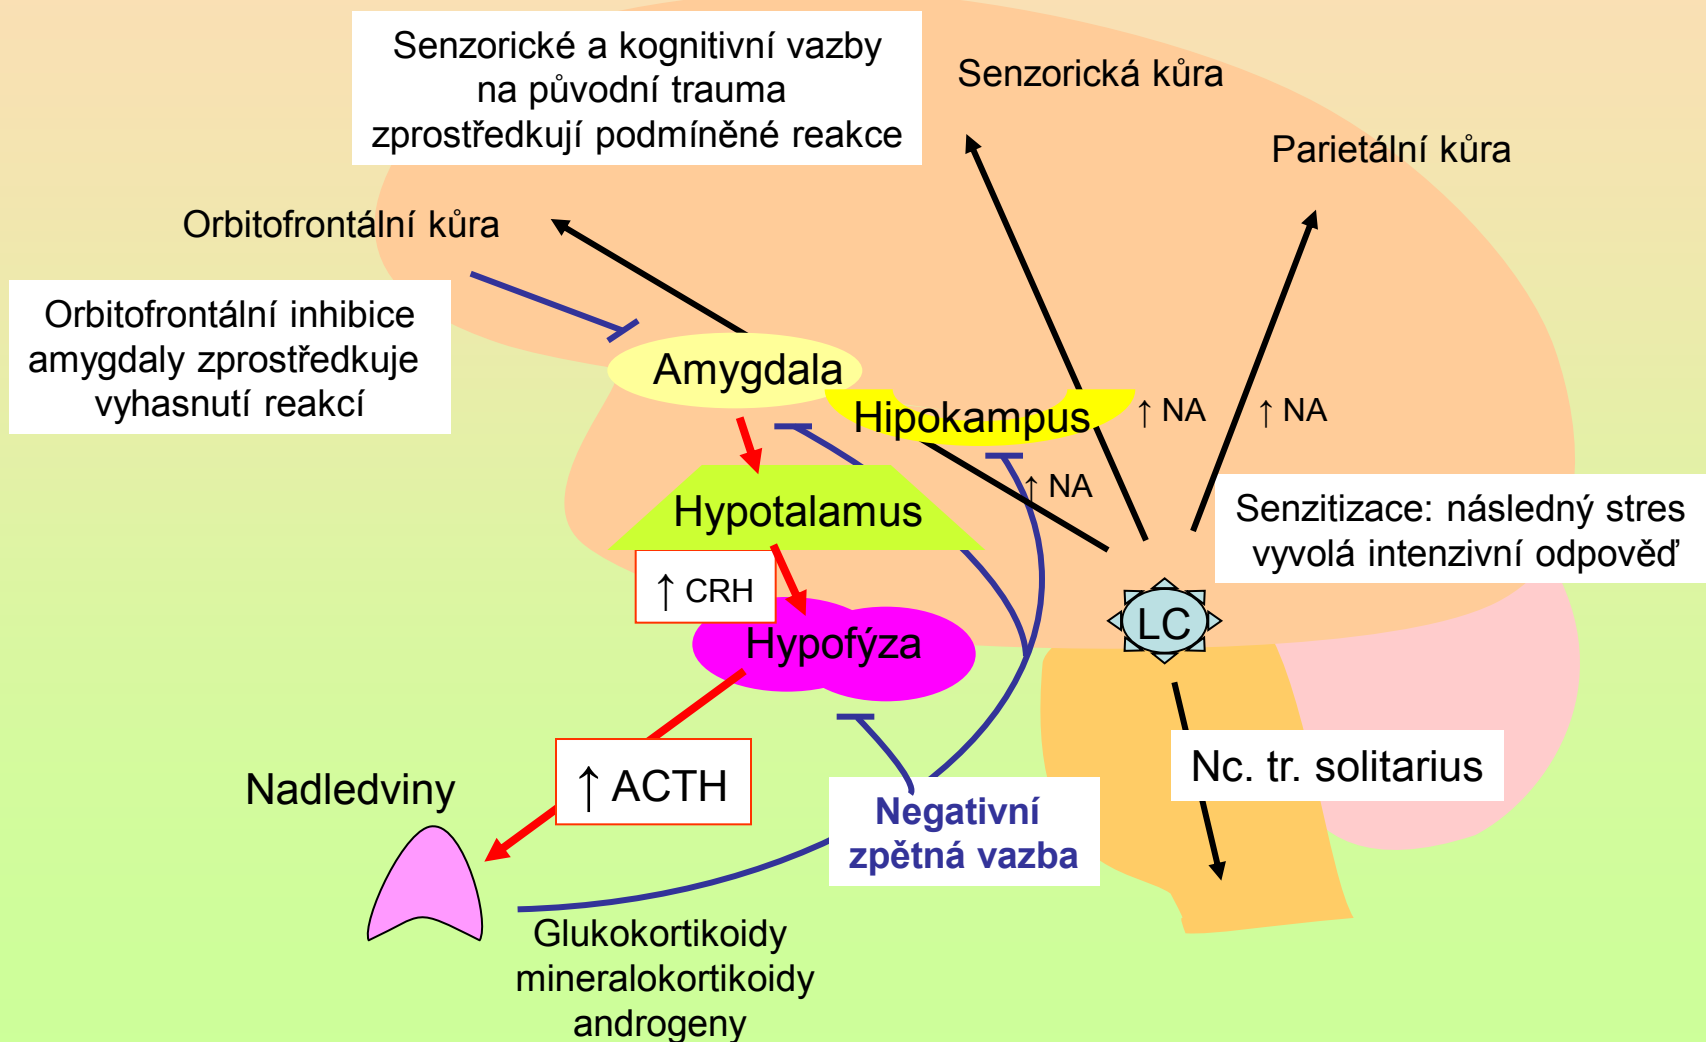 Senzorické a kognitivní vazby
na původní trauma
zprostředkují podmíněné reakce
Senzorická kůra
Parietální kůra
Orbitofrontální kůra
Orbitofrontální inhibice
amygdaly zprostředkuje
vyhasnutí reakcí
Amygdala
Hipokampus
↑ NA
↑ NA
↑ NA
Hypotalamus
Senzitizace: následný stres
vyvolá intenzivní odpověď
↑ CRH
LC
Hypofýza
Nc. tr. solitarius
↑ ACTH
Nadledviny
Negativní
zpětná vazba
Glukokortikoidy
mineralokortikoidy
androgeny